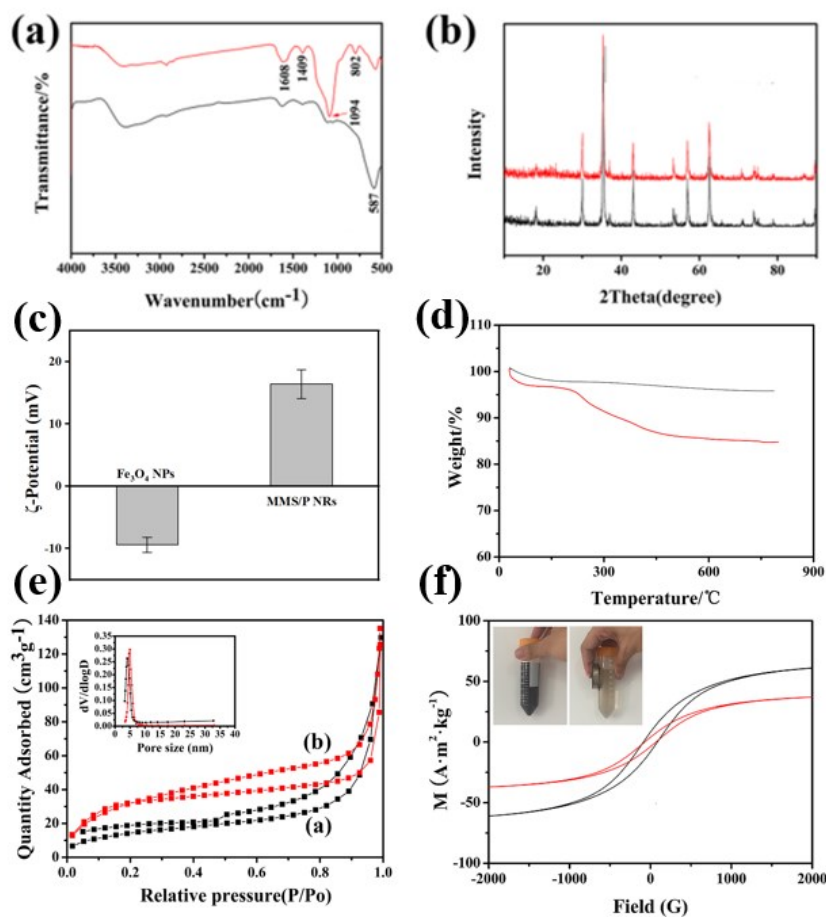 (a)
Transmittance/%
1608
1409
802
1094
587
4000 3000 2000 1500 1000 500
Wavenumber(cm-1)
(b)
Intensity
20 40 60 80
2Theta(degree)
(c)
ζ-Potential (mV)
20
10
0
-10
Fe3O4 NPs
MMS/P NRs
(d)
Weight/%
110
100
90
80
70
60
0 300 600 900
Temperature/℃
(e)
Quantity Adsorbed (cm3g-1)
140
120
100
80
60
40
20
0
dV/dlogD
0.35
0.30
0.25
0.20
0.15
0.10
0.05
0.00
0 5 10 15 20 25 30 35 40
Pore size (nm)
(b)
(a)
0.0 0.2 0.4 0.6 0.8 1.0
Relative pressure(P/Po)
(f)
M (A·m2·kg-1)
100
50
0
-50
-100
-2000 -1000 0 1000 2000
Field (G)